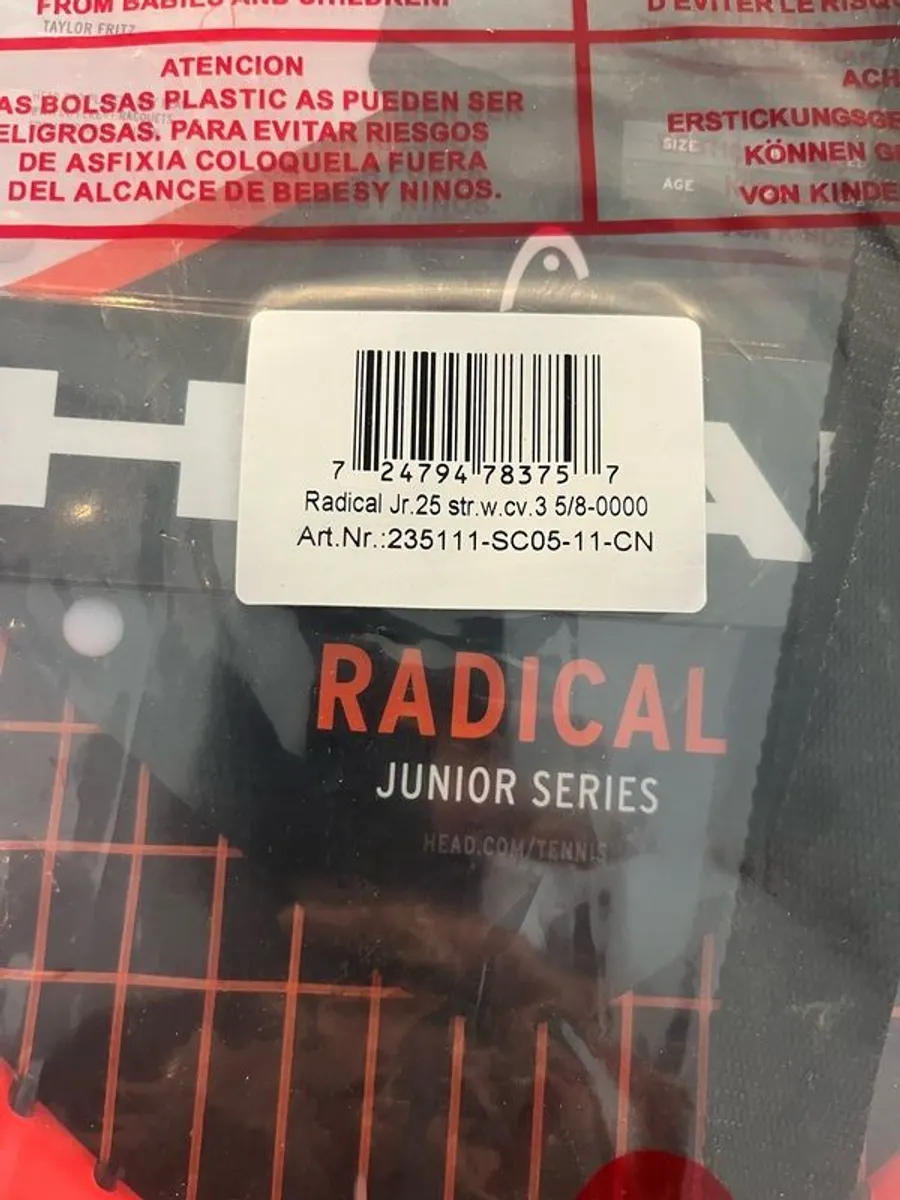 FROM BABIES AND CHILDREN.
D'EVITER LE RISQU
TAYLOR FRITZ
ATENCION
AS BOLSAS PLASTIC AS PUEDEN SER
ELIGROSAS. PARA EVITAR RIESGOS
DE ASFIXIA COLOQUELA FUERA
DEL ALCANCE DE BEBESY NINOS.
ACH
ERSTICKUNGSGE
KÖNNEN GE
VON KINDE
SIZE
AGE
7 24794 78375 7
Radical Jr.25 str.w.cv.3 5/8-0000
Art.Nr.:235111-SC05-11-CN
HEA
RADICAL
JUNIOR SERIES
HEAD.COM/TENNIS